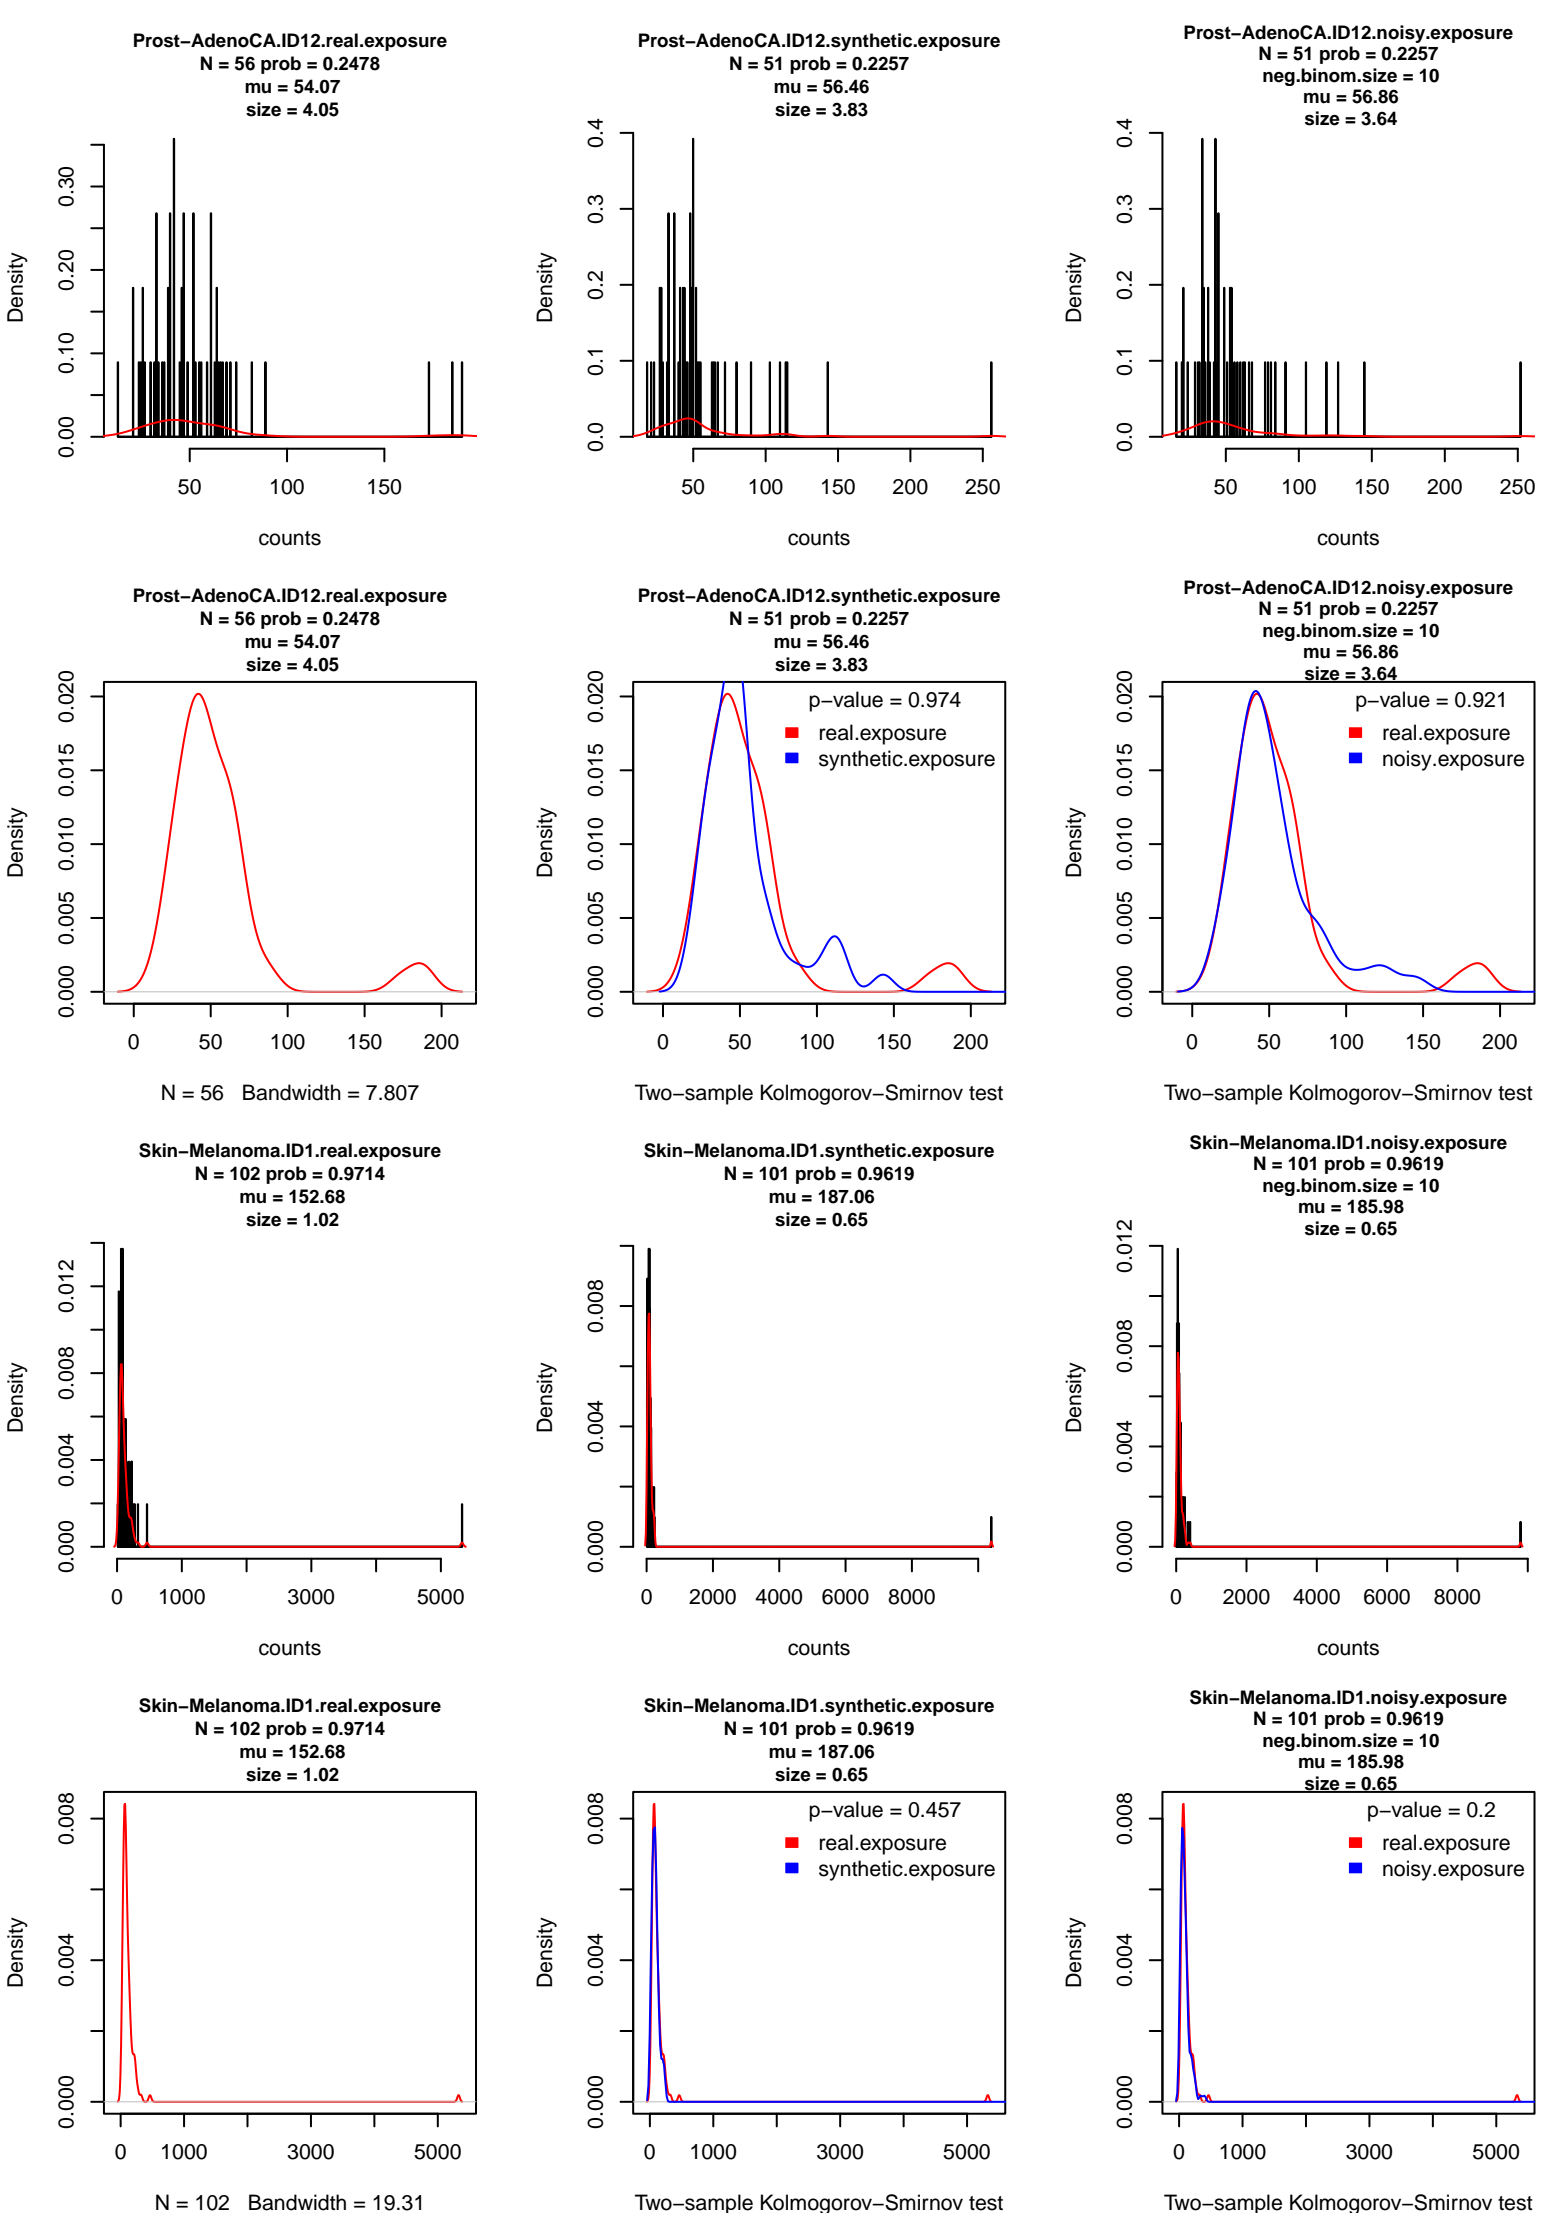 Prost−AdenoCA.ID12.real.exposure
N = 56 prob = 0.2478
mu = 54.07
size = 4.05
Density
0.00 0.10 0.20 0.30
50 100 150
counts
Prost−AdenoCA.ID12.synthetic.exposure
N = 51 prob = 0.2257
mu = 56.46
size = 3.83
Density
0.0 0.1 0.2 0.3 0.4
50 100 150 200 250
counts
Prost−AdenoCA.ID12.noisy.exposure
N = 51 prob = 0.2257
neg.binom.size = 10
mu = 56.86
size = 3.64
Density
0.0 0.1 0.2 0.3 0.4
50 100 150 200 250
counts
Prost−AdenoCA.ID12.real.exposure
N = 56 prob = 0.2478
mu = 54.07
size = 4.05
Density
0.000 0.005 0.010 0.015 0.020
0 50 100 150 200
N = 56 Bandwidth = 7.807
Prost−AdenoCA.ID12.synthetic.exposure
N = 51 prob = 0.2257
mu = 56.46
size = 3.83
p−value = 0.974
real.exposure
synthetic.exposure
Density
0.000 0.005 0.010 0.015 0.020
0 50 100 150 200
Two−sample Kolmogorov−Smirnov test
Prost−AdenoCA.ID12.noisy.exposure
N = 51 prob = 0.2257
neg.binom.size = 10
mu = 56.86
size = 3.64
p−value = 0.921
real.exposure
noisy.exposure
Density
0.000 0.005 0.010 0.015 0.020
0 50 100 150 200
Two−sample Kolmogorov−Smirnov test
Skin−Melanoma.ID1.real.exposure
N = 102 prob = 0.9714
mu = 152.68
size = 1.02
Density
0.000 0.004 0.008 0.012
0 1000 3000 5000
counts
Skin−Melanoma.ID1.synthetic.exposure
N = 101 prob = 0.9619
mu = 187.06
size = 0.65
Density
0.000 0.004 0.008
0 2000 4000 6000 8000
counts
Skin−Melanoma.ID1.noisy.exposure
N = 101 prob = 0.9619
neg.binom.size = 10
mu = 185.98
size = 0.65
Density
0.000 0.004 0.008 0.012
0 2000 4000 6000 8000
counts
Skin−Melanoma.ID1.real.exposure
N = 102 prob = 0.9714
mu = 152.68
size = 1.02
Density
0.000 0.004 0.008
0 1000 3000 5000
N = 102 Bandwidth = 19.31
Skin−Melanoma.ID1.synthetic.exposure
N = 101 prob = 0.9619
mu = 187.06
size = 0.65
p−value = 0.457
real.exposure
synthetic.exposure
Density
0.000 0.004 0.008
0 1000 3000 5000
Two−sample Kolmogorov−Smirnov test
Skin−Melanoma.ID1.noisy.exposure
N = 101 prob = 0.9619
neg.binom.size = 10
mu = 185.98
size = 0.65
p−value = 0.2
real.exposure
noisy.exposure
Density
0.000 0.004 0.008
0 1000 3000 5000
Two−sample Kolmogorov−Smirnov test